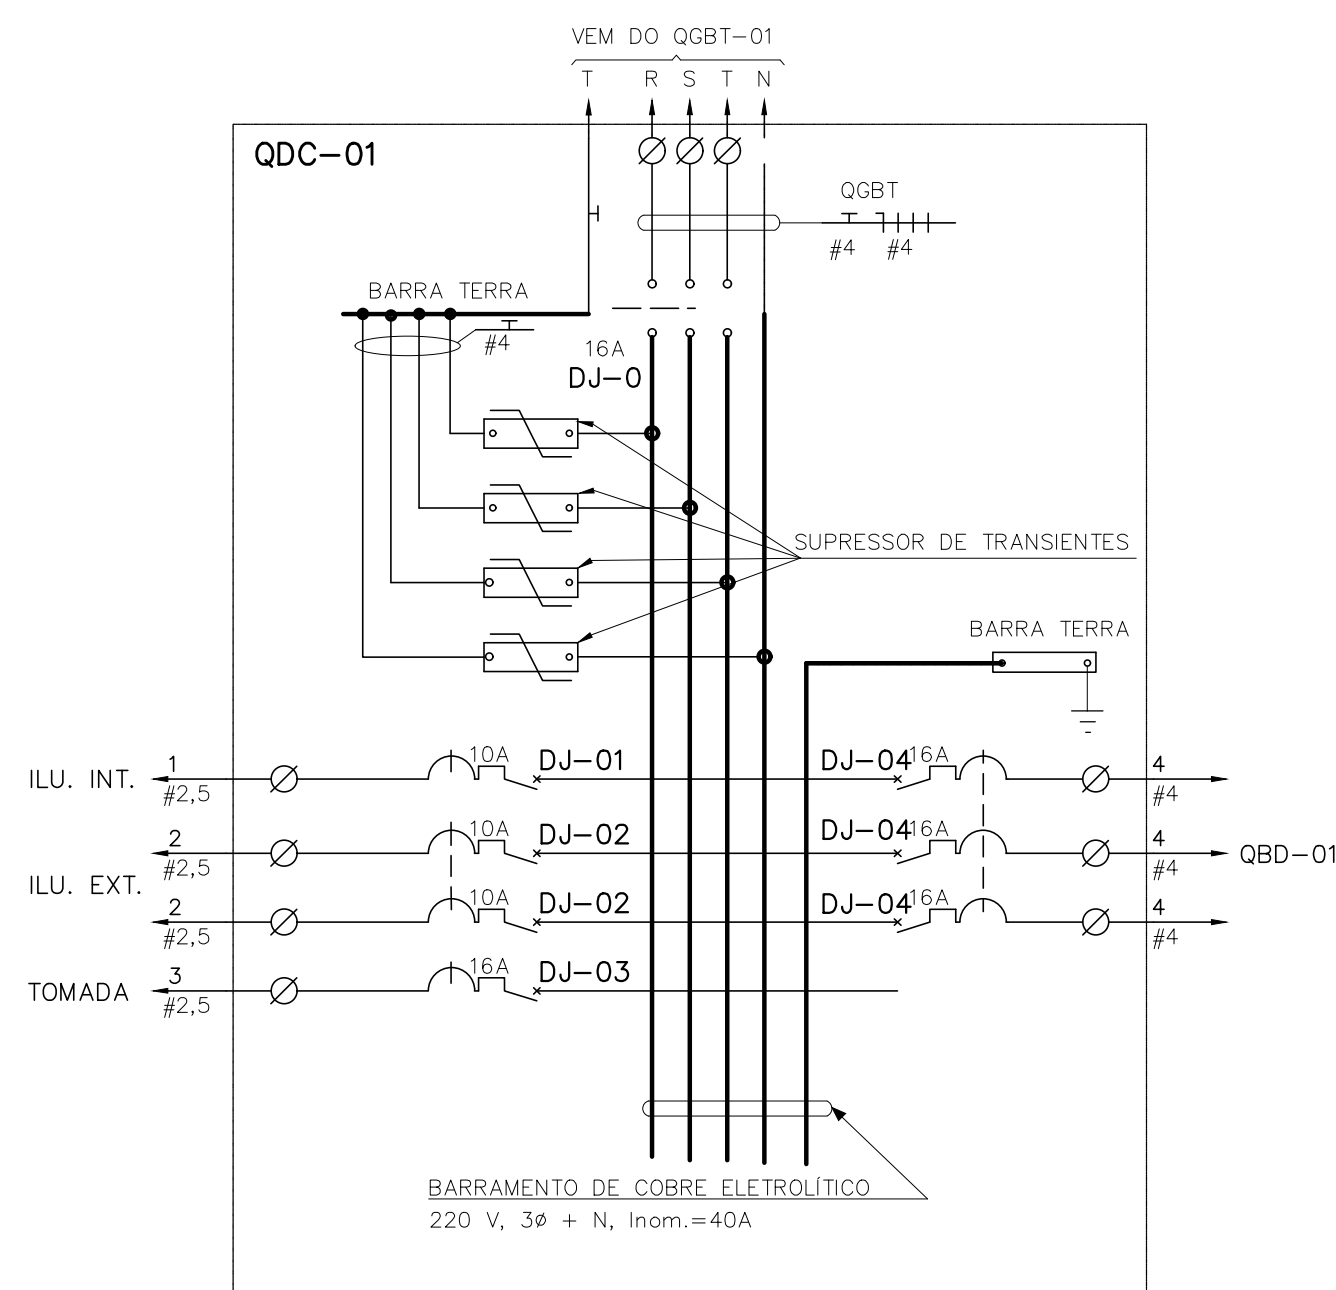 VEM DO QGBT-01
T R S T N
QDC-01
QGBT
#4 #4
BARRA TERRA
#4
16A
DJ-0
SUPRESSOR DE TRANSIENTES
BARRA TERRA
ILU. INT. 1 10A DJ-01 DJ-04 16A 4
#2,5 #4
2 10A DJ-02 DJ-04 16A 4
#2,5 #4 QBD-01
ILU. EXT.
2 10A DJ-02 DJ-04 16A 4
#2,5 #4
TOMADA 3 16A DJ-03
#2,5
BARRAMENTO DE COBRE ELETROLÍTICO
220 V, 3ø + N, Inom.=40A